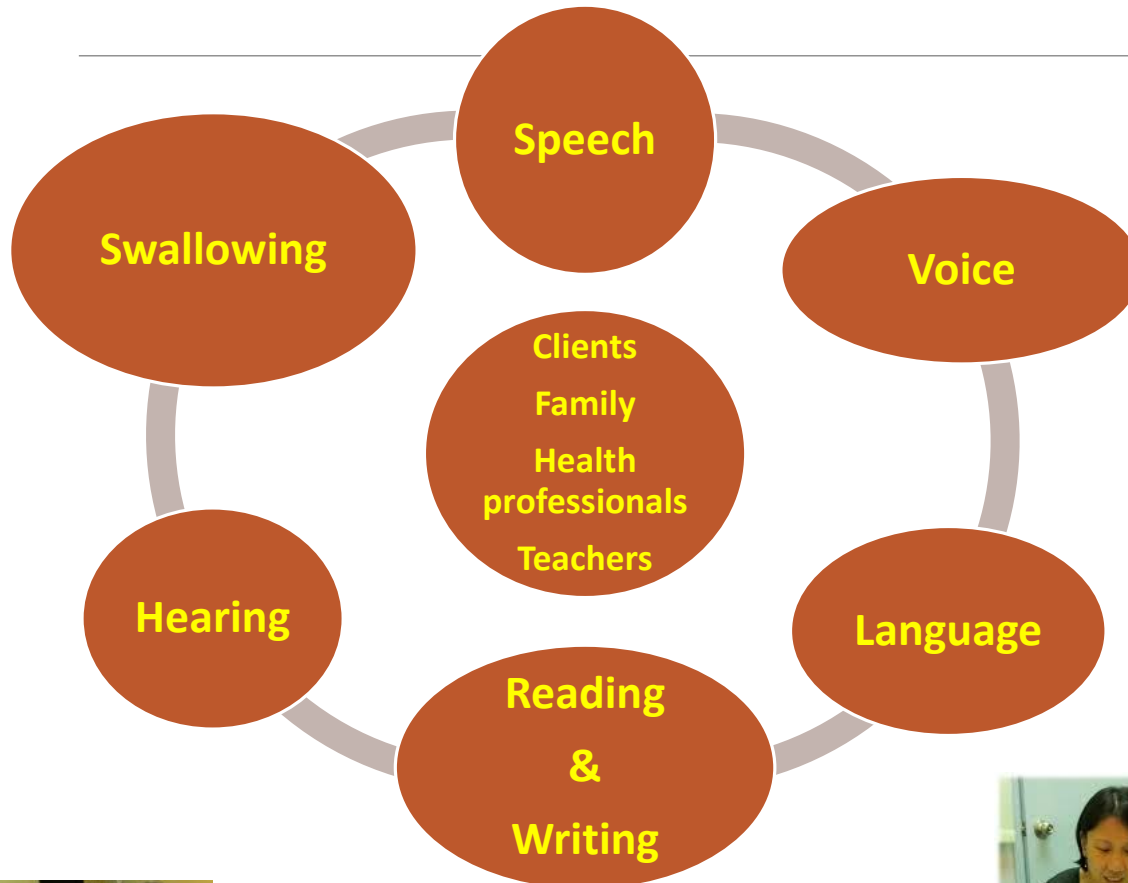 Speech
Swallowing
Voice
Clients
Family
Health
professionals
Teachers
Hearing
Language
Reading
&
Writing